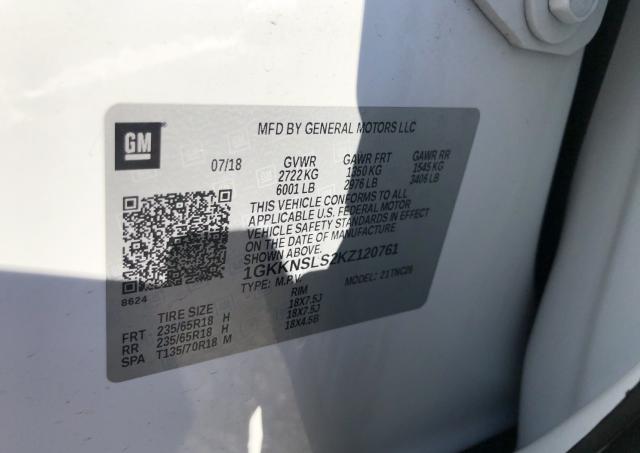 GM
MFD BY GENERAL MOTORS LLC
07/18 GVWR GAWR FRT GAWR RR
2722 KG 1350 KG 1545 KG
6001 LB 2976 LB 3406 LB
THIS VEHICLE CONFORMS TO ALL
APPLICABLE U.S. FEDERAL MOTOR
VEHICLE SAFETY STANDARDS IN EFFECT
ON THE DATE OF MANUFACTURE
SHOWN ABOVE.
1GKKNSLS2KZ120761
TYPE: M.P.V. MODEL: 21TNC26
8624
TIRE SIZE RIM
FRT 235/65R18 H 18X7.5J
RR 235/65R18 H 18X7.5J
SPA T135/70R18 M 18X4.5B